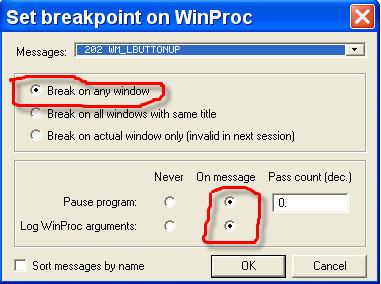 Set breakpoint on WinProc
Messages: 202 WM_LBUTTONUP
Break on any window
Break on all windows with same title
Break on actual window only (invalid in next session)
Never On message Pass count (dec.)
Pause program: 0.
Log WinProc arguments:
Sort messages by name OK Cancel